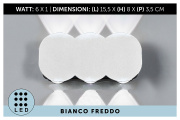 WATT: 6 X 1 | DIMENSIONI: (L) 15,5 X (H) 8 X (P) 3,5 CM
LED
BIANCO FREDDO